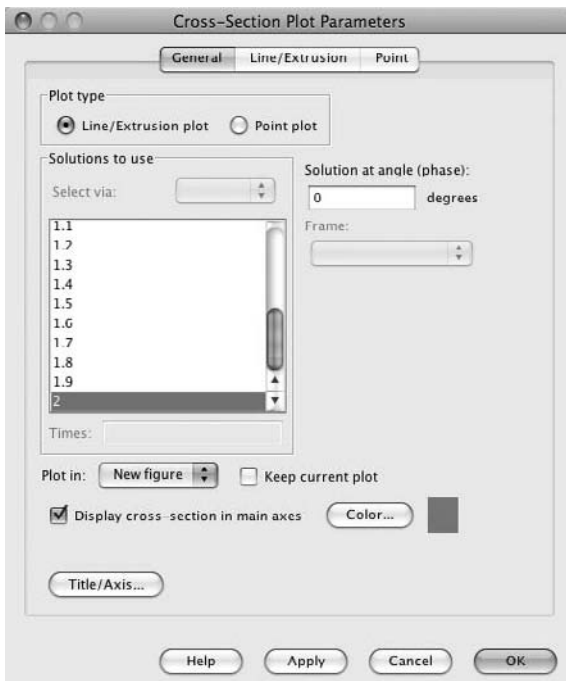 Cross-Section Plot Parameters
General Line/Extrusion Point
Plot type
Line/Extrusion plot Point plot
Solutions to use
Select via:
1.1
1.2
1.3
1.4
1.5
1.6
1.7
1.8
1.9
2
Times:
Solution at angle (phase):
0 degrees
Frame:
Plot in: New figure Keep current plot
Display cross-section in main axes Color...
Title/Axis...
Help Apply Cancel OK